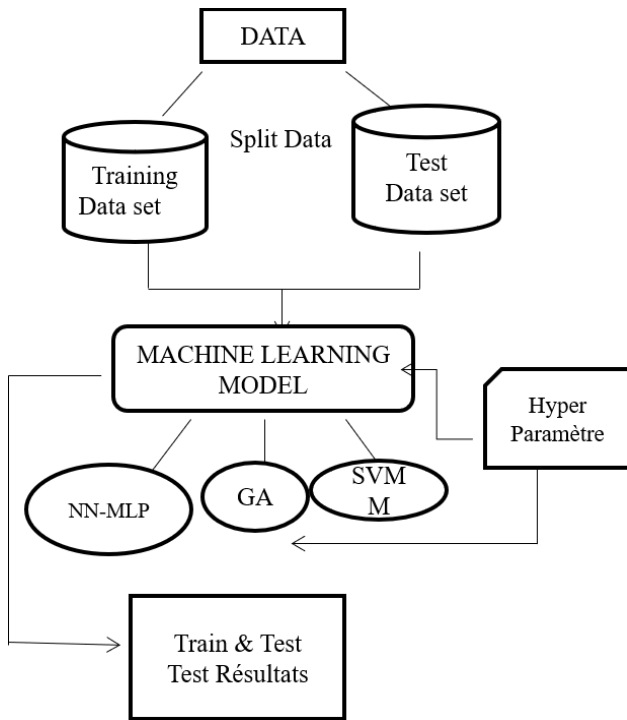 DATA
Split Data
Training
Data set
Test
Data set
MACHINE LEARNING
MODEL
Hyper
Paramètre
NN-MLP
GA
SVM
M
Train & Test
Test Résultats